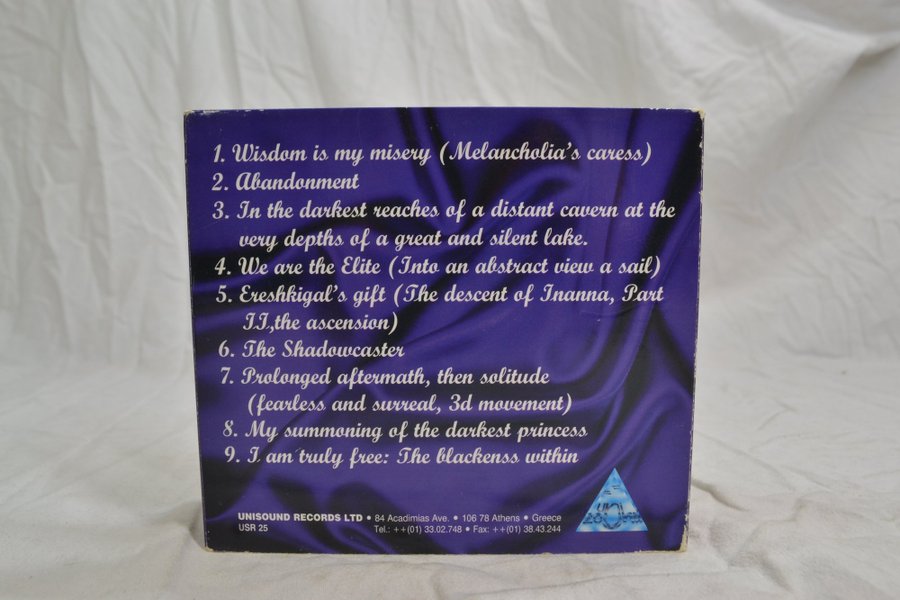 1. Wisdom is my misery (Melancholia's caress)
2. Abandonment
3. In the darkest reaches of a distant cavern at the
very depths of a great and silent lake.
4. We are the Elite (Into an abstract view a sail)
5. Ereshkigal's gift (The descent of Inanna, Part
II,the ascension)
6. The Shadowcaster
7. Prolonged aftermath, then solitude
(fearless and surreal, 3d movement)
8. My summoning of the darkest princess
9. I am truly free: The blackenss within
UNISOUND RECORDS LTD • 84 Acadimias Ave. • 106 78 Athens • Greece
USR 25 Tel.: ++(01) 33.02.748 • Fax: ++(01) 38.43.244